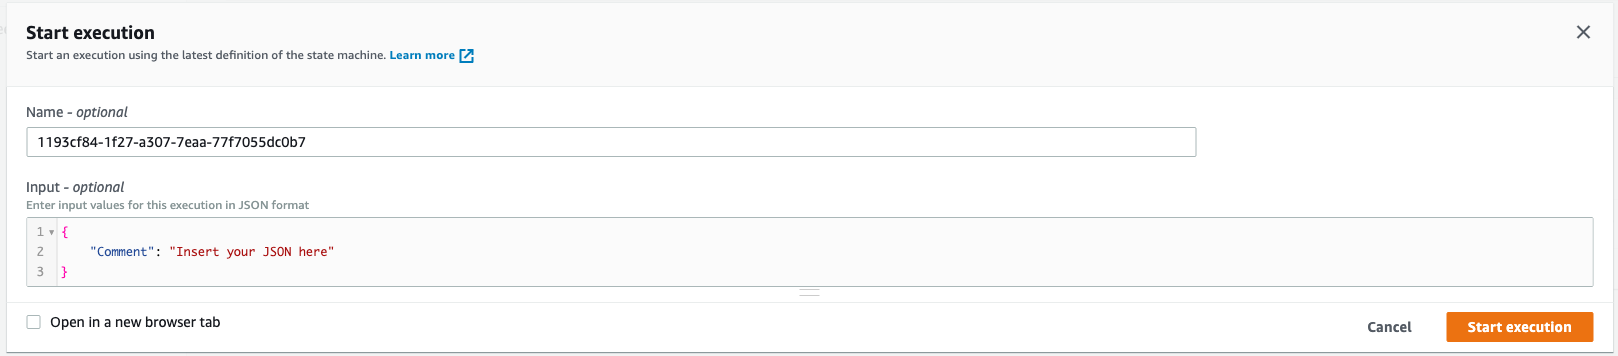 Start execution
Start an execution using the latest definition of the state machine. Learn more
Name - optional
1193cf84-1f27-a307-7eaa-77f7055dc0b7
Input - optional
Enter input values for this execution in JSON format
1 {
2 "Comment": "Insert your JSON here"
3 }
Open in a new browser tab
Cancel
Start execution